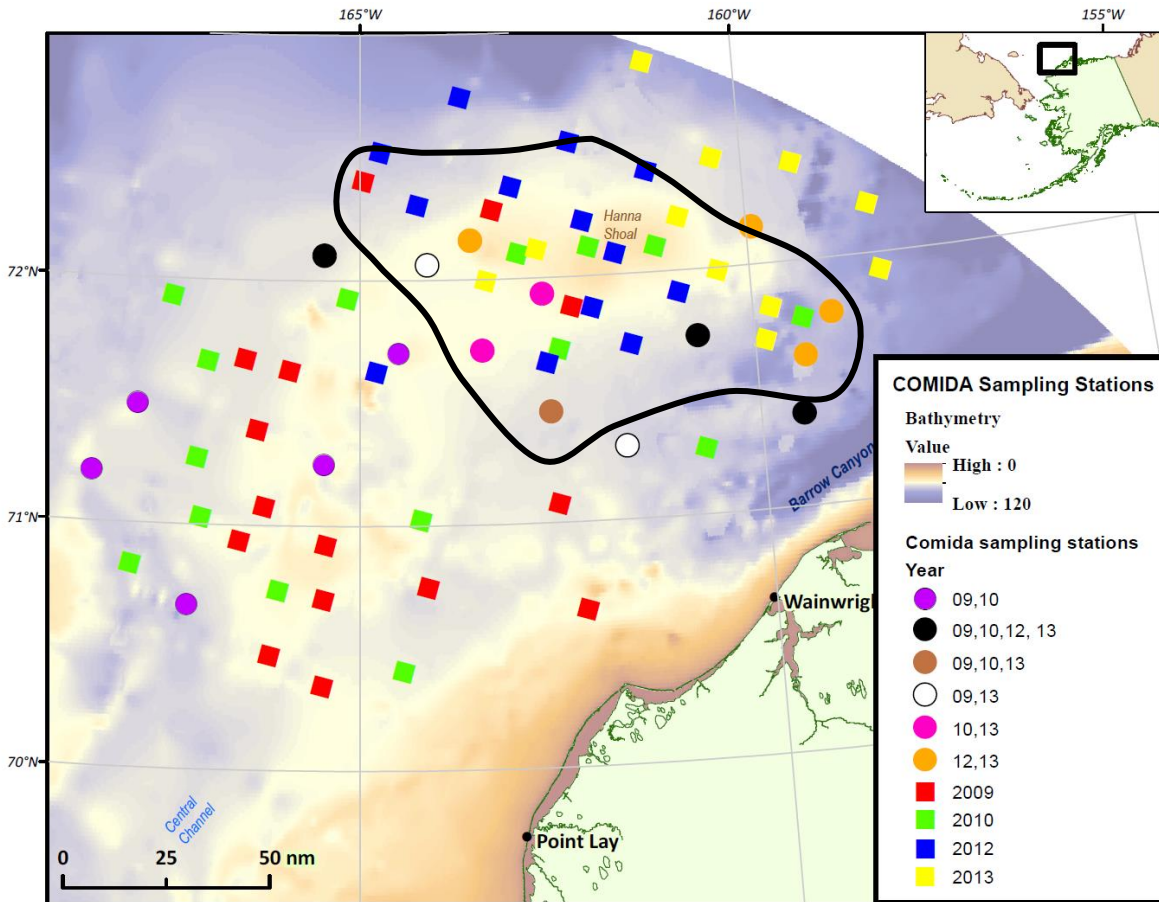 165°W
160°W
155°W
Hanna
Shoal
72°N
71°N
70°N
Barrow Canyon
Central
Channel
Point Lay
0 25 50 nm
COMIDA Sampling Stations
Bathymetry
Value
High : 0
Low : 120
Comida sampling stations
Year
09,10
09,10,12, 13
09,10,13
09,13
10,13
12,13
2009
2010
2012
2013